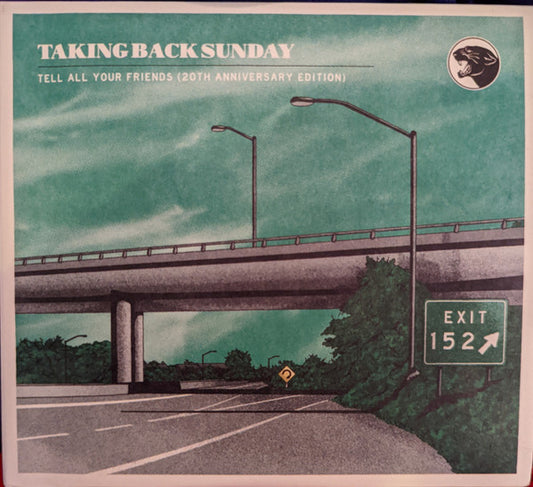 TAKING BACK SUNDAY
TELL ALL YOUR FRIENDS (20TH ANNIVERSARY EDITION)
EXIT
152